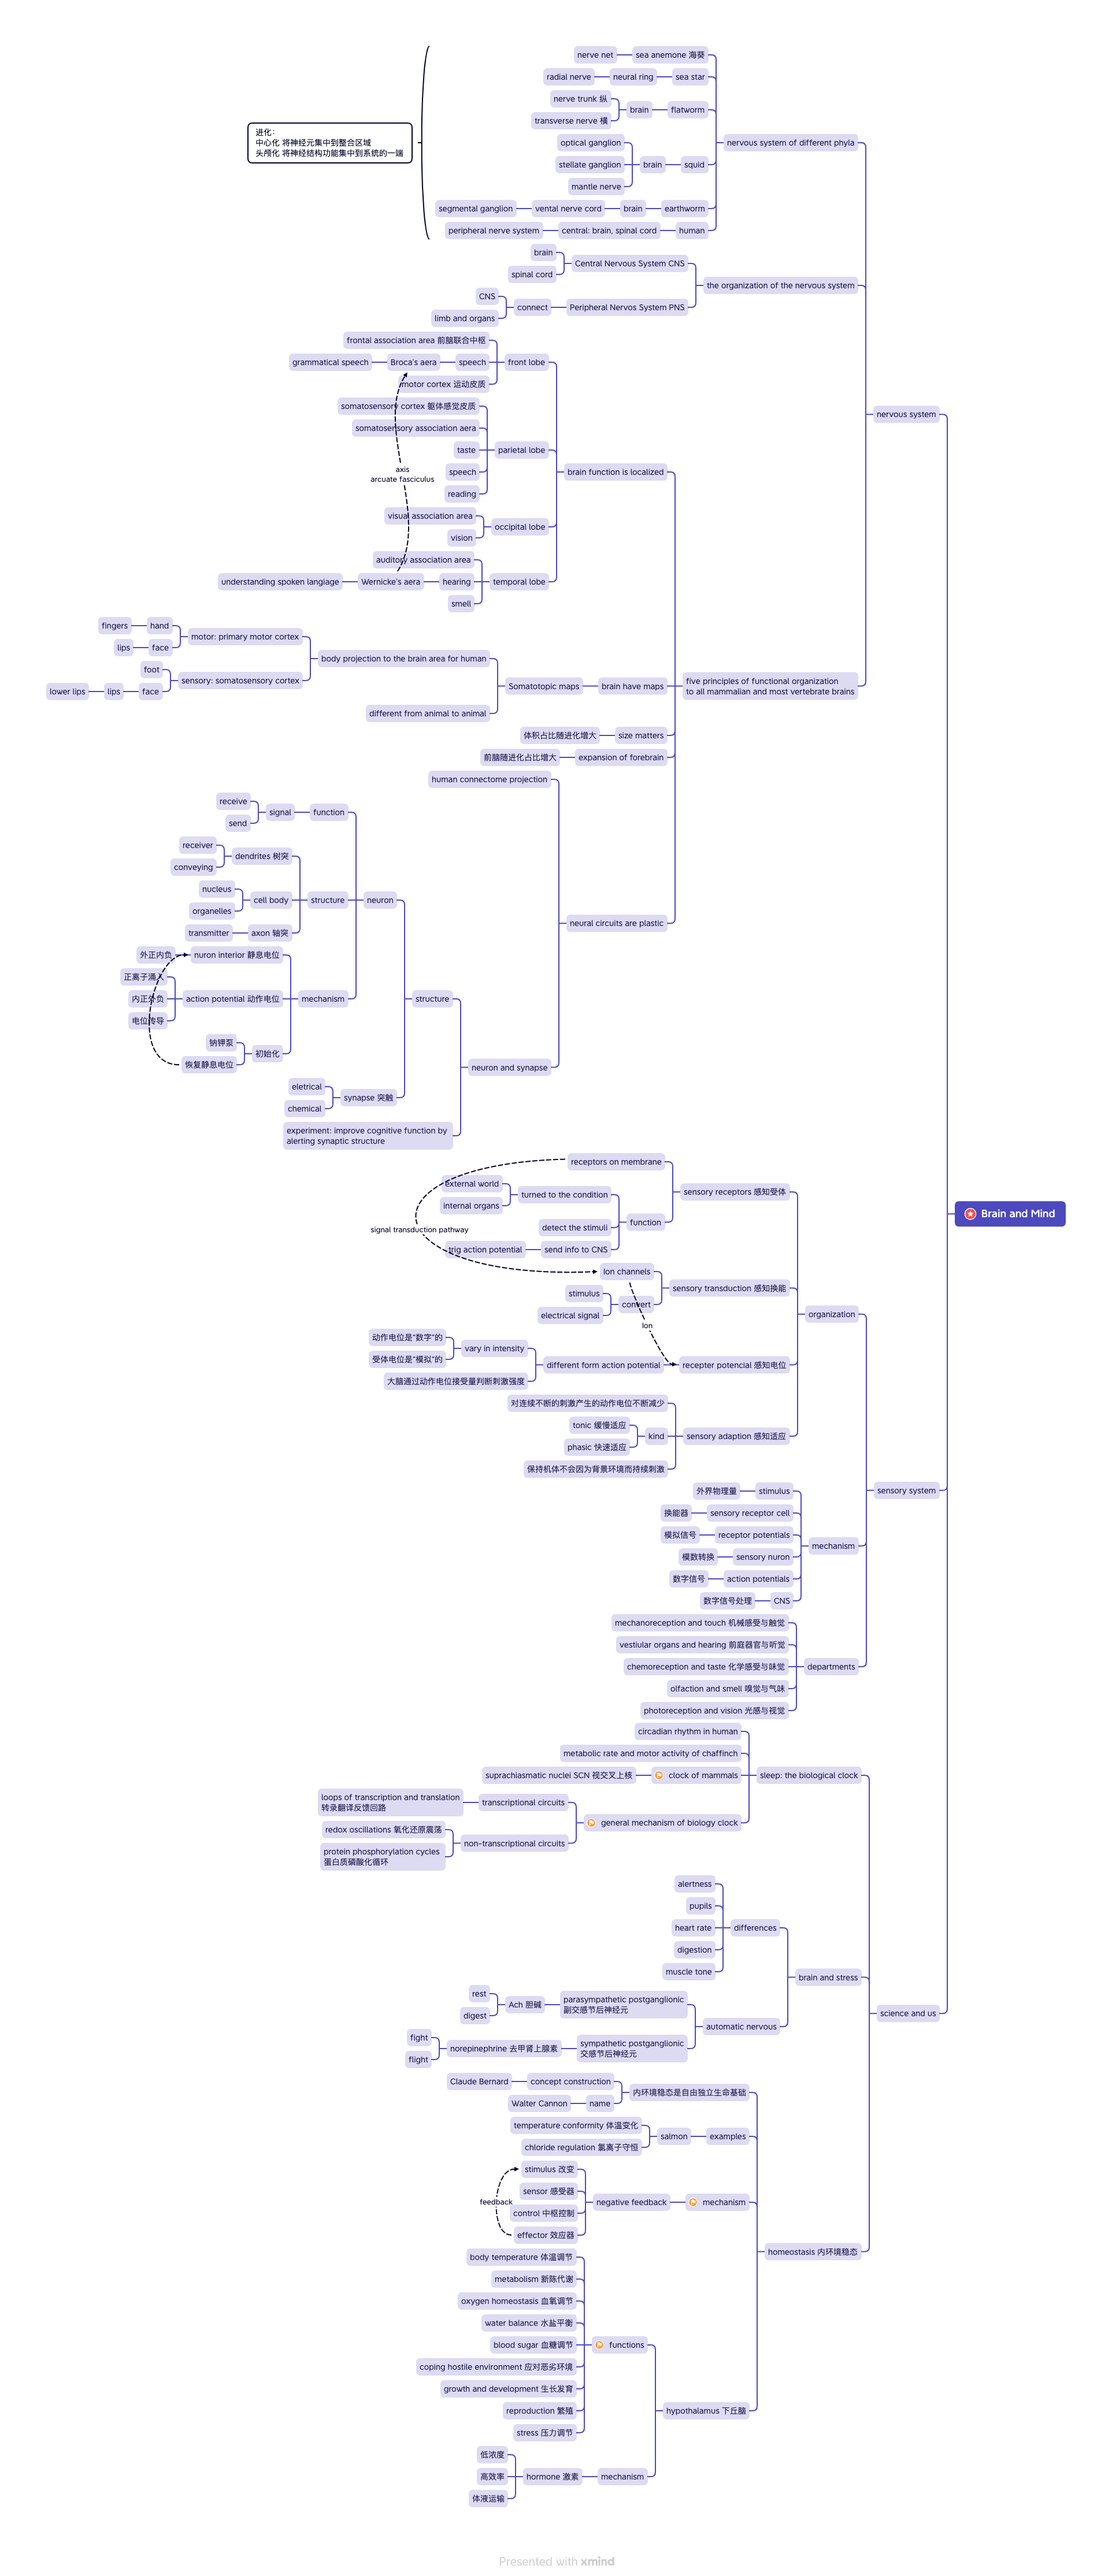 nerve net
sea anemone 海葵
radial nerve
neural ring
sea star
nerve trunk 纵
transverse nerve 横
brain
flatworm
进化：
中心化 将神经元集中到整合区域
头颅化 将神经结构功能集中到系统的一端
optical ganglion
stellate ganglion
mantle nerve
brain
squid
nervous system of different phyla
segmental ganglion
vental nerve cord
brain
earthworm
peripheral nerve system
central: brain, spinal cord
human
brain
spinal cord
Central Nervous System CNS
the organization of the nervous system
CNS
limb and organs
connect
Peripheral Nervos System PNS
frontal association area 前脑联合中枢
grammatical speech
Broca's aera
speech
front lobe
motor cortex 运动皮质
nervous system
somatosensory cortex 躯体感觉皮质
somatosensory association aera
taste
parietal lobe
speech
reading
axis
arcuate fasciculus
brain function is localized
visual association area
vision
occipital lobe
auditory association area
understanding spoken langiage
Wernicke's aera
hearing
temporal lobe
smell
fingers
hand
lips
face
motor: primary motor cortex
foot
lower lips
lips
face
sensory: somatosensory cortex
body projection to the brain area for human
different from animal to animal
Somatotopic maps
brain have maps
five principles of functional organization
to all mammalian and most vertebrate brains
体积占比随进化增大
size matters
前脑随进化占比增大
expansion of forebrain
human connectome projection
receive
send
signal
function
receiver
conveying
dendrites 树突
nucleus
organelles
cell body
structure
neuron
transmitter
axon 轴突
neural circuits are plastic
外正内负
nuron interior 静息电位
正离子涌入
内正外负
电位传导
action potential 动作电位
mechanism
structure
钠钾泵
恢复静息电位
初始化
neuron and synapse
eletrical
chemical
synapse 突触
experiment: improve cognitive function by
alerting synaptic structure
receptors on membrane
external world
internal organs
turned to the condition
sensory receptors 感知受体
detect the stimuli
function
signal transduction pathway
trig action potential
send info to CNS
Brain and Mind
Ion channels
stimulus
electrical signal
convert
sensory transduction 感知换能
organization
Ion
动作电位是“数字”的
受体电位是“模拟”的
vary in intensity
大脑通过动作电位接受量判断刺激强度
different form action potential
recepter potencial 感知电位
对连续不断的刺激产生的动作电位不断减少
tonic 缓慢适应
phasic 快速适应
kind
sensory adaption 感知适应
保持机体不会因为背景环境而持续刺激
sensory system
外界物理量
stimulus
换能器
sensory receptor cell
模拟信号
receptor potentials
模数转换
sensory nuron
数字信号
action potentials
数字信号处理
CNS
mechanism
mechanoreception and touch 机械感受与触觉
vestiular organs and hearing 前庭器官与听觉
chemoreception and taste 化学感受与味觉
olfaction and smell 嗅觉与气味
photoreception and vision 光感与视觉
departments
circadian rhythm in human
metabolic rate and motor activity of chaffinch
suprachiasmatic nuclei SCN 视交叉上核
clock of mammals
sleep: the biological clock
loops of transcription and translation
转录翻译反馈回路
transcriptional circuits
general mechanism of biology clock
redox oscillations 氧化还原震荡
protein phosphorylation cycles
蛋白质磷酸化循环
non-transcriptional circuits
alertness
pupils
heart rate
digestion
muscle tone
differences
brain and stress
rest
digest
Ach 胆碱
parasympathetic postganglionic
副交感节后神经元
automatic nervous
fight
flight
norepinephrine 去甲肾上腺素
sympathetic postganglionic
交感节后神经元
science and us
Claude Bernard
concept construction
Walter Cannon
name
内环境稳态是自由独立生命基础
temperature conformity 体温变化
chloride regulation 氯离子守恒
salmon
examples
stimulus 改变
sensor 感受器
feedback
control 中枢控制
effector 效应器
negative feedback
mechanism
homeostasis 内环境稳态
body temperature 体温调节
metabolism 新陈代谢
oxygen homeostasis 血氧调节
water balance 水盐平衡
blood sugar 血糖调节
functions
coping hostile environment 应对恶劣环境
growth and development 生长发育
reproduction 繁殖
stress 压力调节
hypothalamus 下丘脑
低浓度
高效率
体液运输
hormone 激素
mechanism
Presented with xmind